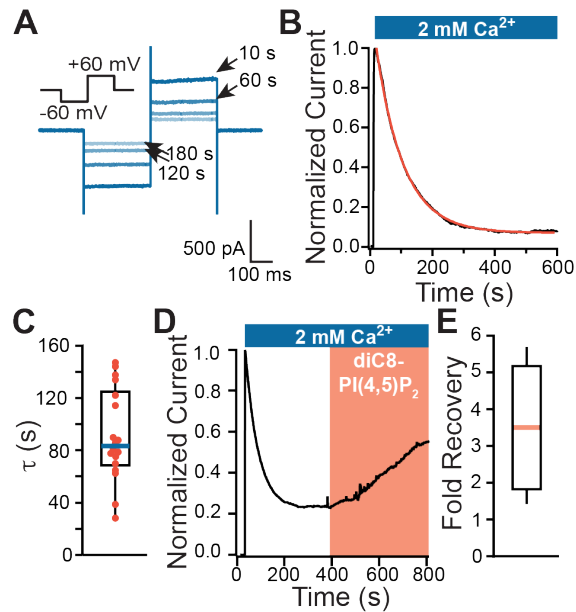 A
+60 mV
-60 mV
10 s
60 s
180 s
120 s
500 pA
100 ms
B
2 mM Ca²⁺
Normalized Current
1.0
0.8
0.6
0.4
0.2
0.0
0 200 400 600
Time (s)
C
τ (s)
160
120
80
40
0
D
2 mM Ca²⁺
diC8-
PI(4,5)P₂
Normalized Current
1.0
0.8
0.6
0.4
0.2
0.0
0 200 400 600 800
Time (s)
E
Fold Recovery
6
5
4
3
2
1
0